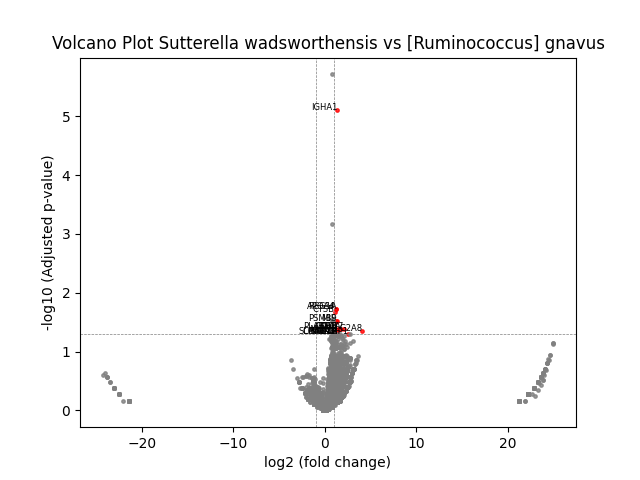 Volcano Plot Sutterella wadsworthensis vs [Ruminococcus] gnavus
-log10 (Adjusted p-value)
5
4
3
2
1
0
IGHA1
−20
−10
0
10
20
log2 (fold change)